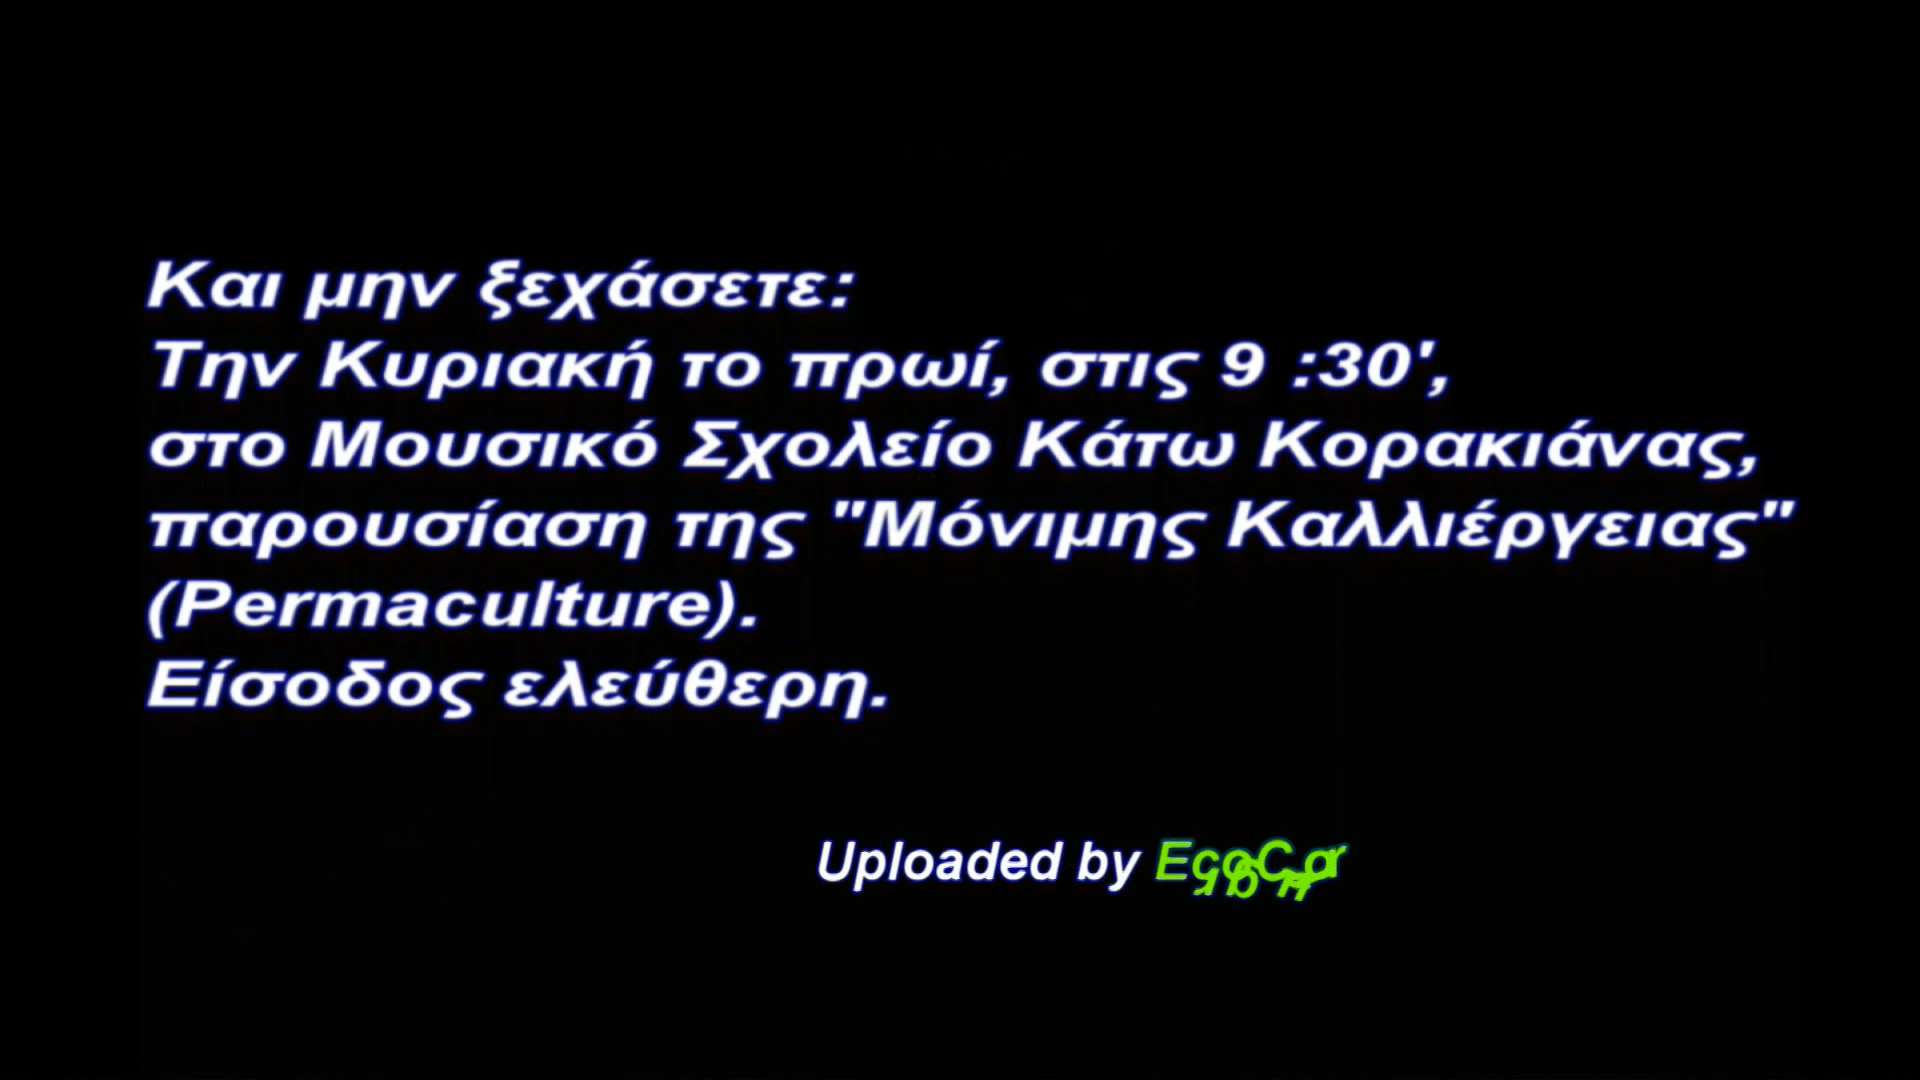 Και μην ξεχάσετε:
Την Κυριακή το πρωί, στις 9 :30',
στο Μουσικό Σχολείο Κάτω Κορακιάνας,
παρουσίαση της "Μόνιμης Καλλιέργειας"
(Permaculture).
Είσοδος ελεύθερη.
Uploaded by